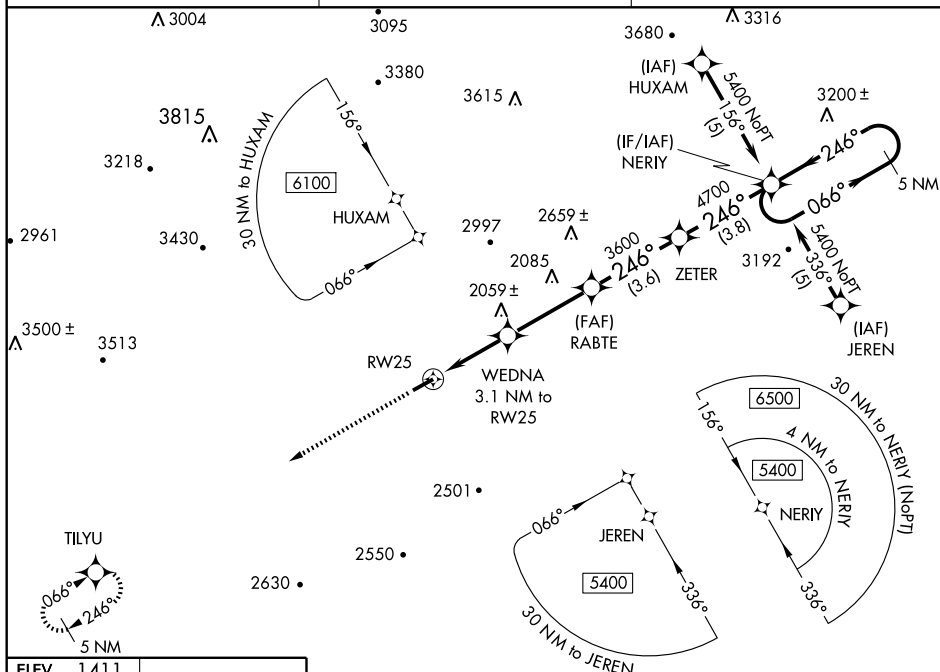 3004
3095
3316
3680
(IAF)
HUXAM
5400 NoPT
156°
(5)
3380
3615
3200 ±
3815
156°
(IF/IAF)
NERIY
246°
3218
30 NM to HUXAM
6100
HUXAM
066°
5 NM
4700
246°
(3.8)
2961
3430
2997
2659 ±
3600
246°
(3.6)
ZETER
3192
5400 NoPT
336°
(5)
066°
2085
2059 ±
3500 ±
3513
(FAF)
RABTE
(IAF)
JEREN
RW25
WEDNA
3.1 NM to
RW25
6500
30 NM to NERIY (NoPT)
156°
4 NM to NERIY
5400
NERIY
336°
2501
066°
JEREN
5400
336°
30 NM to JEREN
TILYU
2550
2630
066°
246°
5 NM
ELEV 1411